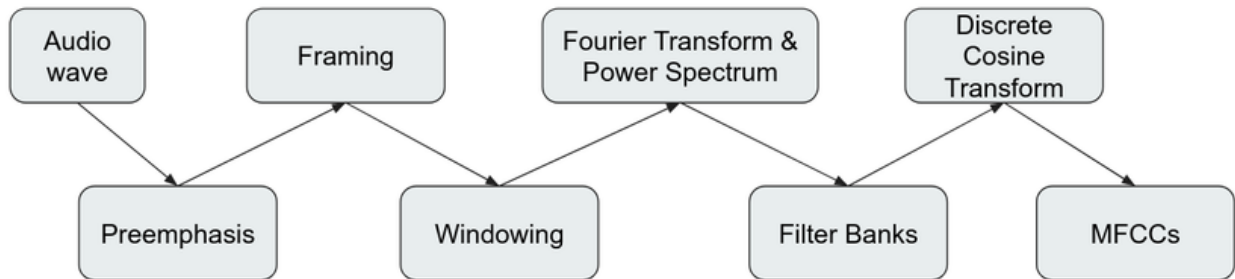 Audio
wave
Framing
Fourier Transform &
Power Spectrum
Discrete
Cosine
Transform
Preemphasis
Windowing
Filter Banks
MFCCs